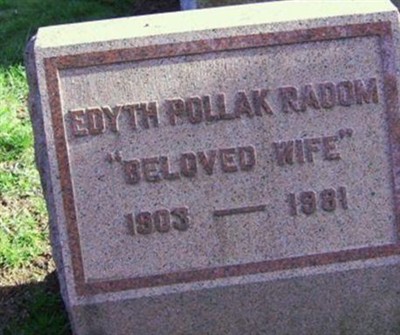 EDYTH POLLAK RADOM
"BELOVED WIFE"
1903 — 1981